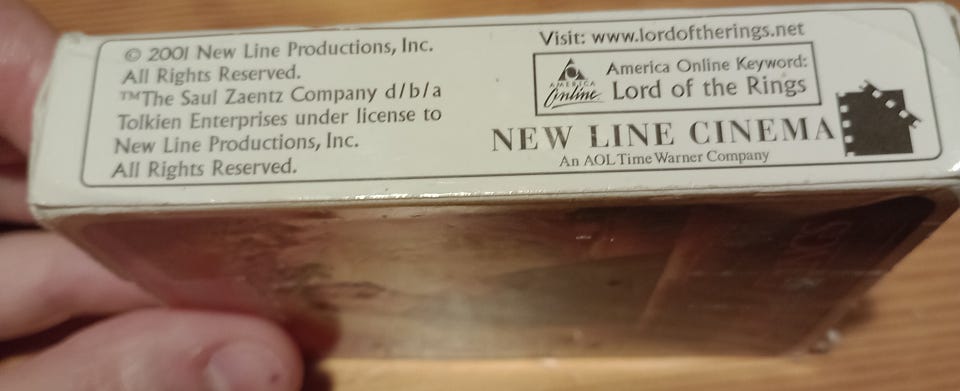 © 2001 New Line Productions, Inc.
All Rights Reserved.
™The Saul Zaentz Company d/b/a
Tolkien Enterprises under license to
New Line Productions, Inc.
All Rights Reserved.
Visit: www.lordoftherings.net
AMERICA
Online
America Online Keyword:
Lord of the Rings
NEW LINE CINEMA
An AOL Time Warner Company